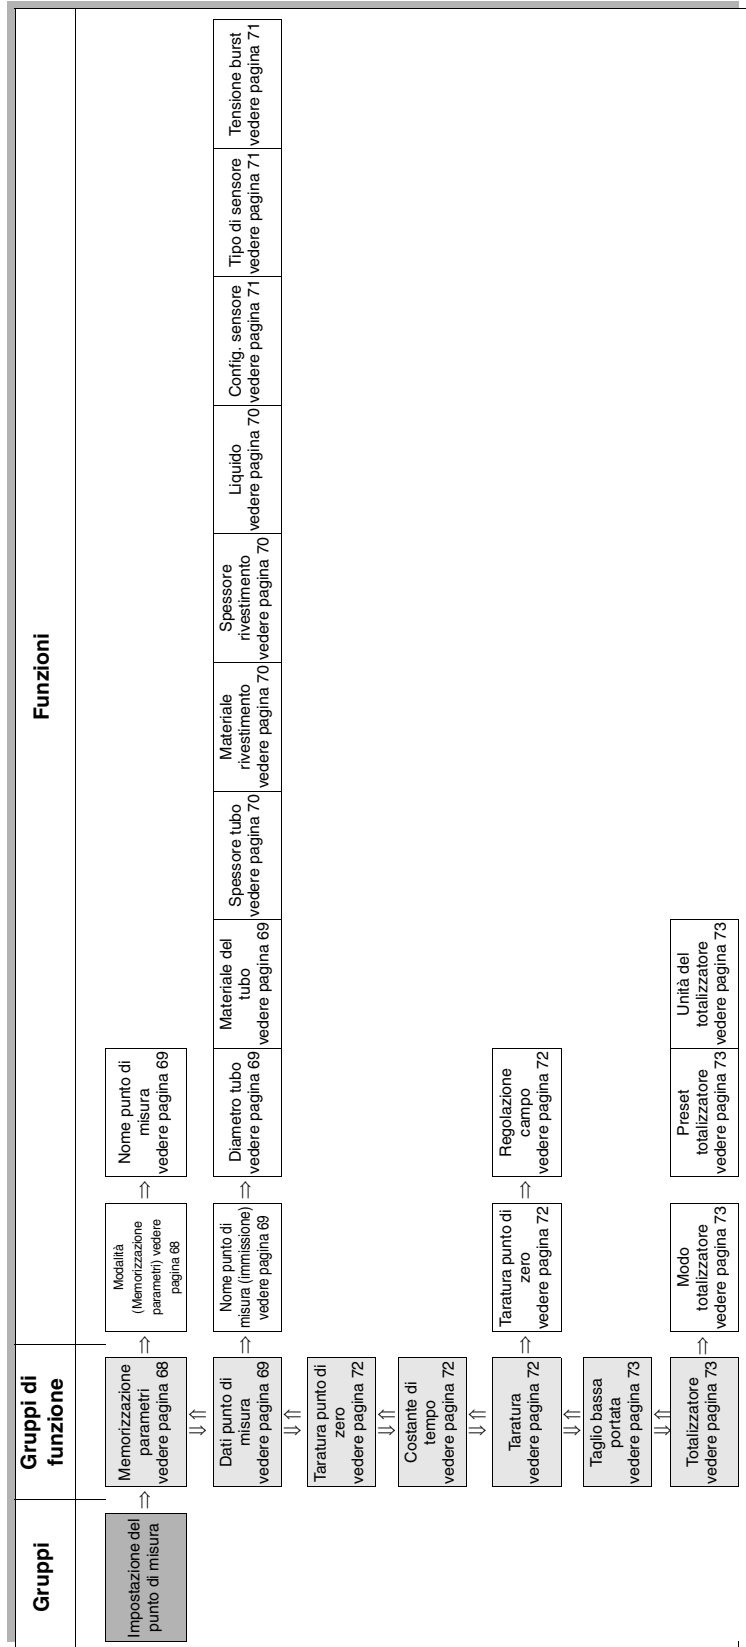 Gruppi
Gruppi di
funzione
Funzioni
Impostazione del
punto di misura
⇒
Memorizzazione
parametri
vedere pagina 68
⇒
Modalità
(Memorizzazione
parametri) vedere
pagina 68
⇒
Nome punto di
misura
vedere pagina 69
⇓⇑
Dati punto di
misura
vedere pagina 69
⇒
Nome punto di
misura (immissione)
vedere pagina 69
⇒
Diametro tubo
vedere pagina 69
Materiale del
tubo
vedere pagina 69
Spessore tubo
vedere pagina 70
Materiale
rivestimento
vedere pagina 70
Spessore
rivestimento
vedere pagina 70
Liquido
vedere pagina 70
Config. sensore
vedere pagina 71
Tipo di sensore
vedere pagina 71
Tensione burst
vedere pagina 71
⇓⇑
Taratura punto di
zero
vedere pagina 72
⇓⇑
Costante di
tempo
vedere pagina 72
⇓⇑
Taratura
vedere pagina 72
⇒
Taratura punto di
zero
vedere pagina 72
⇒
Regolazione
campo
vedere pagina 72
⇓⇑
Taglio bassa
portata
vedere pagina 73
⇓⇑
Totalizzatore
vedere pagina 73
⇒
Modo
totalizzatore
vedere pagina 73
Preset
totalizzatore
vedere pagina 73
Unità del
totalizzatore
vedere pagina 73